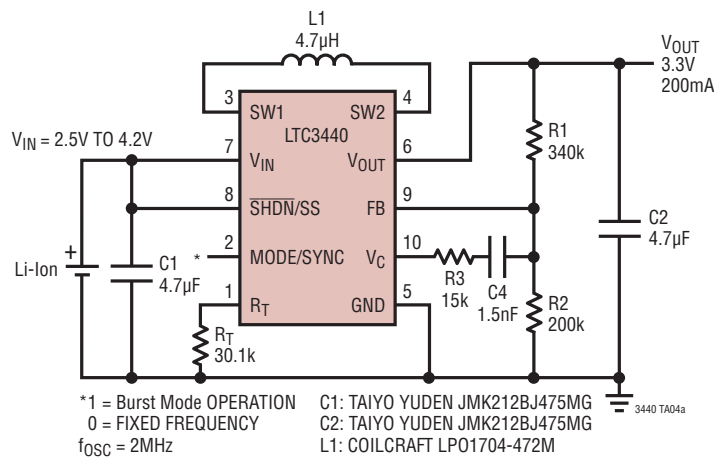 L1
4.7µH
3
4
SW1
SW2
LTC3440
V_IN = 2.5V TO 4.2V
V_OUT
3.3V
200mA
7
V_IN
V_OUT
6
R1
340k
8
S̅H̅D̅N̅/SS
FB
9
*
2
MODE/SYNC
V_C
10
R3
15k
C4
1.5nF
C2
4.7µF
+
Li-Ion
C1
4.7µF
1
R_T
GND
5
R2
200k
R_T
30.1k
*1 = Burst Mode OPERATION
0 = FIXED FREQUENCY
f_OSC = 2MHz
C1: TAIYO YUDEN JMK212BJ475MG
C2: TAIYO YUDEN JMK212BJ475MG
L1: COILCRAFT LPO1704-472M
3440 TA04a